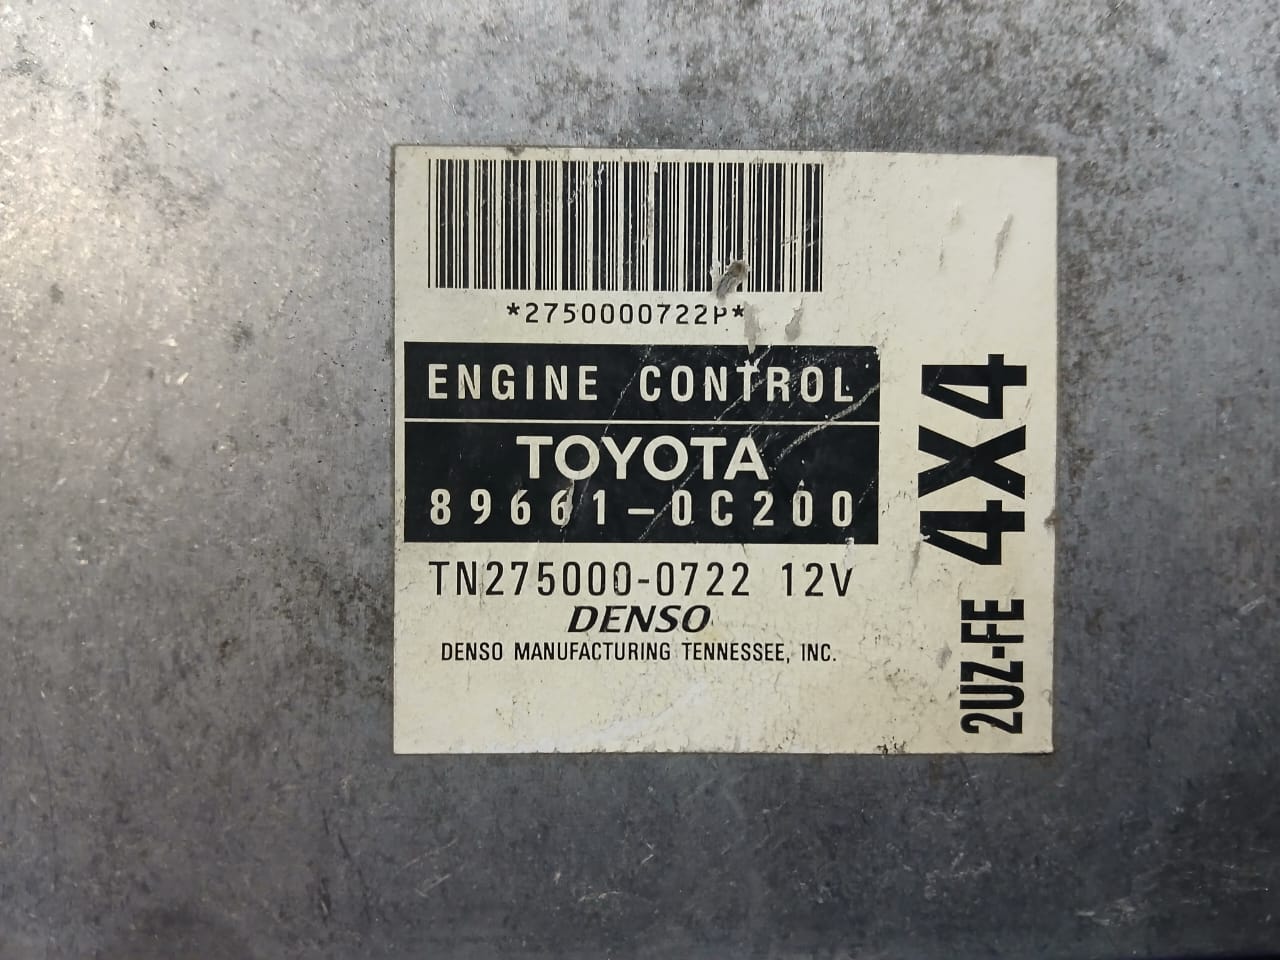 *2750000722P*
ENGINE CONTROL
TOYOTA
89661-0C200
TN275000-0722 12V
DENSO
DENSO MANUFACTURING TENNESSEE, INC.
2UZ-FE 4X4